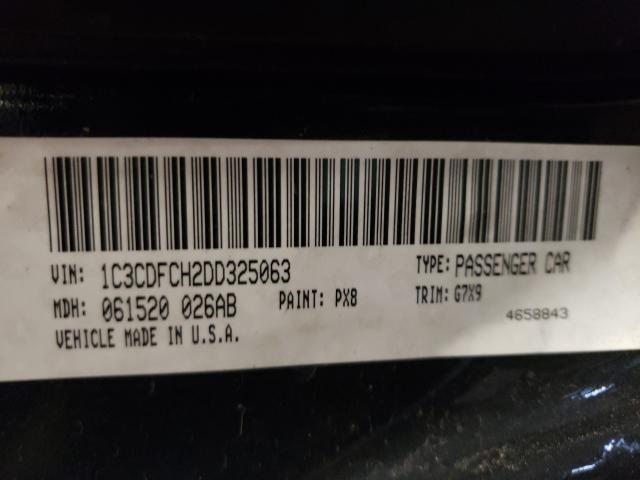 VIN: 1C3CDFCH2DD325063 TYPE: PASSENGER CAR
MDH: 061520 026AB PAINT: PX8 TRIM: G7X9
VEHICLE MADE IN U.S.A. 4658843